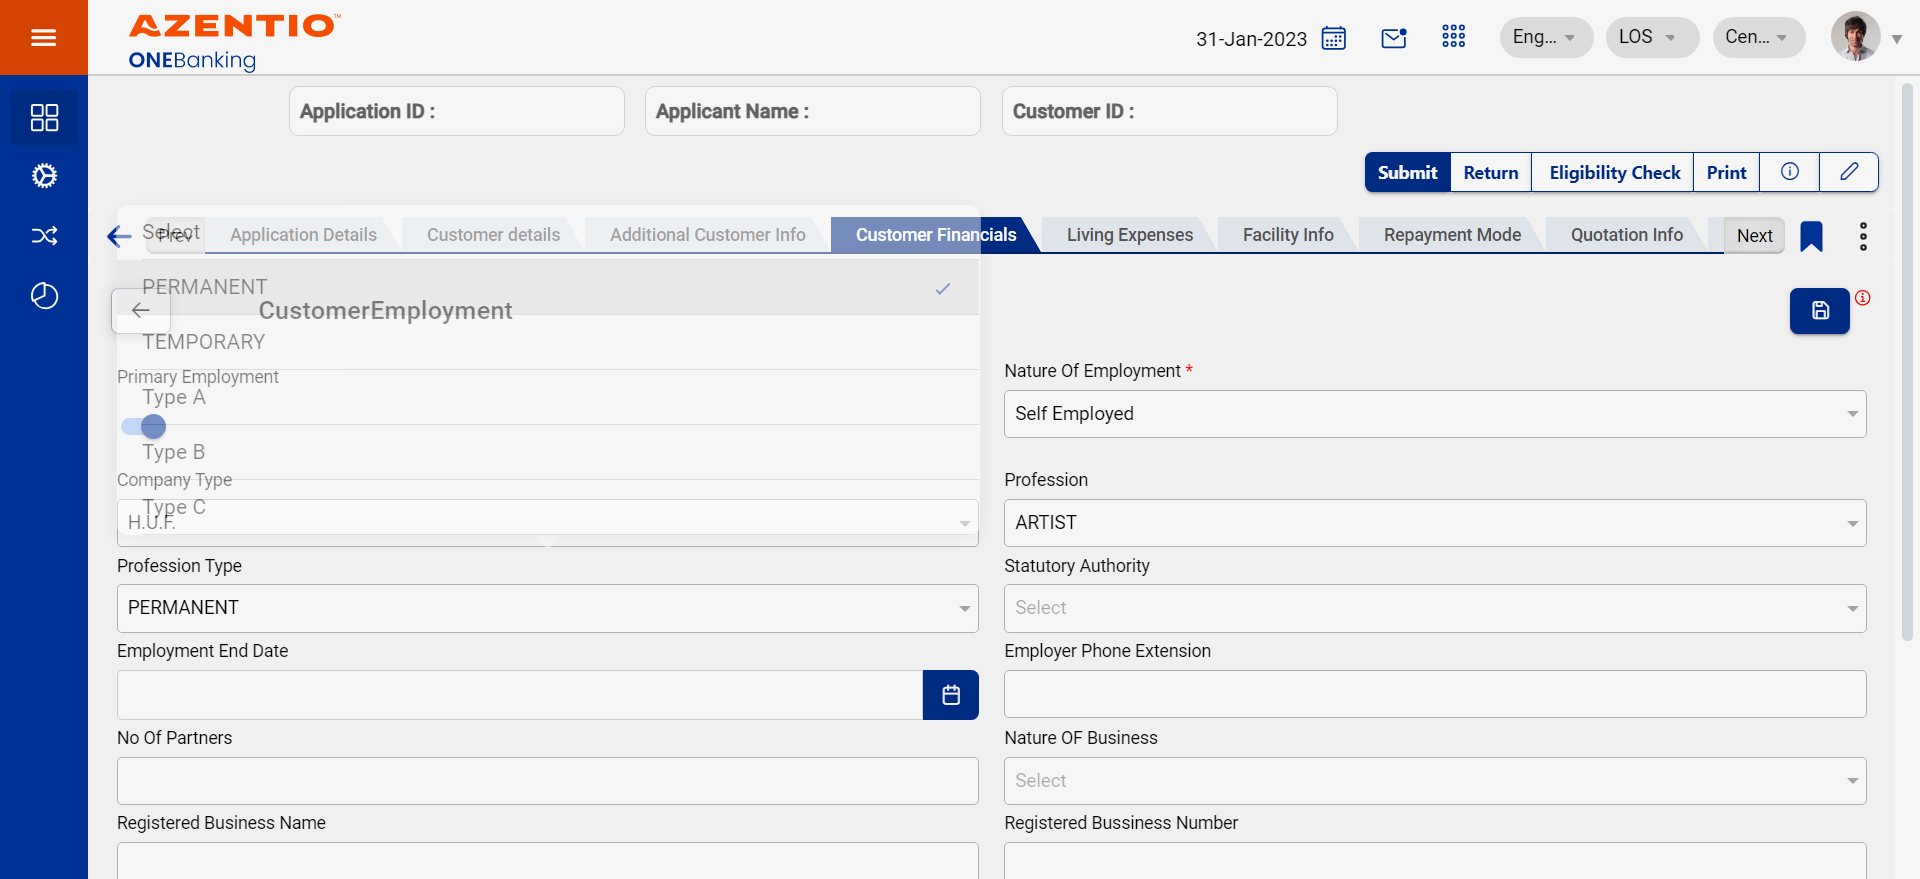 AZENTIO™
ONEBanking
31-Jan-2023
Eng...
LOS
Cen...
Application ID :
Applicant Name :
Customer ID :
Submit
Return
Eligibility Check
Print
Prev
Application Details
Customer details
Additional Customer Info
Customer Financials
Living Expenses
Facility Info
Repayment Mode
Quotation Info
Next
Select
PERMANENT
CustomerEmployment
TEMPORARY
Primary Employment
Type A
Type B
Type C
Nature Of Employment *
Self Employed
Company Type
H.U.F.
Profession
ARTIST
Profession Type
PERMANENT
Statutory Authority
Select
Employment End Date
Employer Phone Extension
No Of Partners
Nature OF Business
Select
Registered Business Name
Registered Bussiness Number